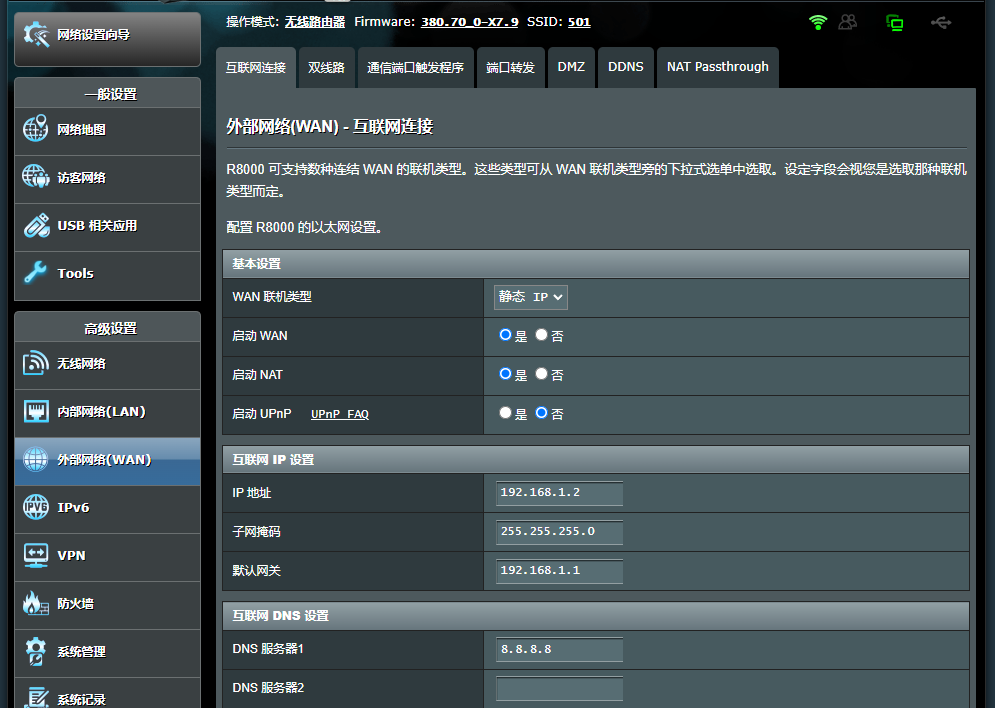 操作模式: 无线路由器 Firmware: 380.70_0-X7.9 SSID: 501
网络设置向导
一般设置
网络地图
访客网络
USB 相关应用
Tools
高级设置
无线网络
内部网络(LAN)
外部网络(WAN)
IPv6
VPN
防火墙
系统管理
系统记录
互联网连接 双线路 通信端口触发程序 端口转发 DMZ DDNS NAT Passthrough
外部网络(WAN) - 互联网连接
R8000 可支持数种连结 WAN 的联机类型。这些类型可从 WAN 联机类型旁的下拉式选单中选取。设定字段会视您是选取那种联机
类型而定。
配置 R8000 的以太网设置。
基本设置
WAN 联机类型 静态 IP
启动 WAN 是 否
启动 NAT 是 否
启动 UPnP UPnP FAQ 是 否
互联网 IP 设置
IP 地址 192.168.1.2
子网掩码 255.255.255.0
默认网关 192.168.1.1
互联网 DNS 设置
DNS 服务器1 8.8.8.8
DNS 服务器2